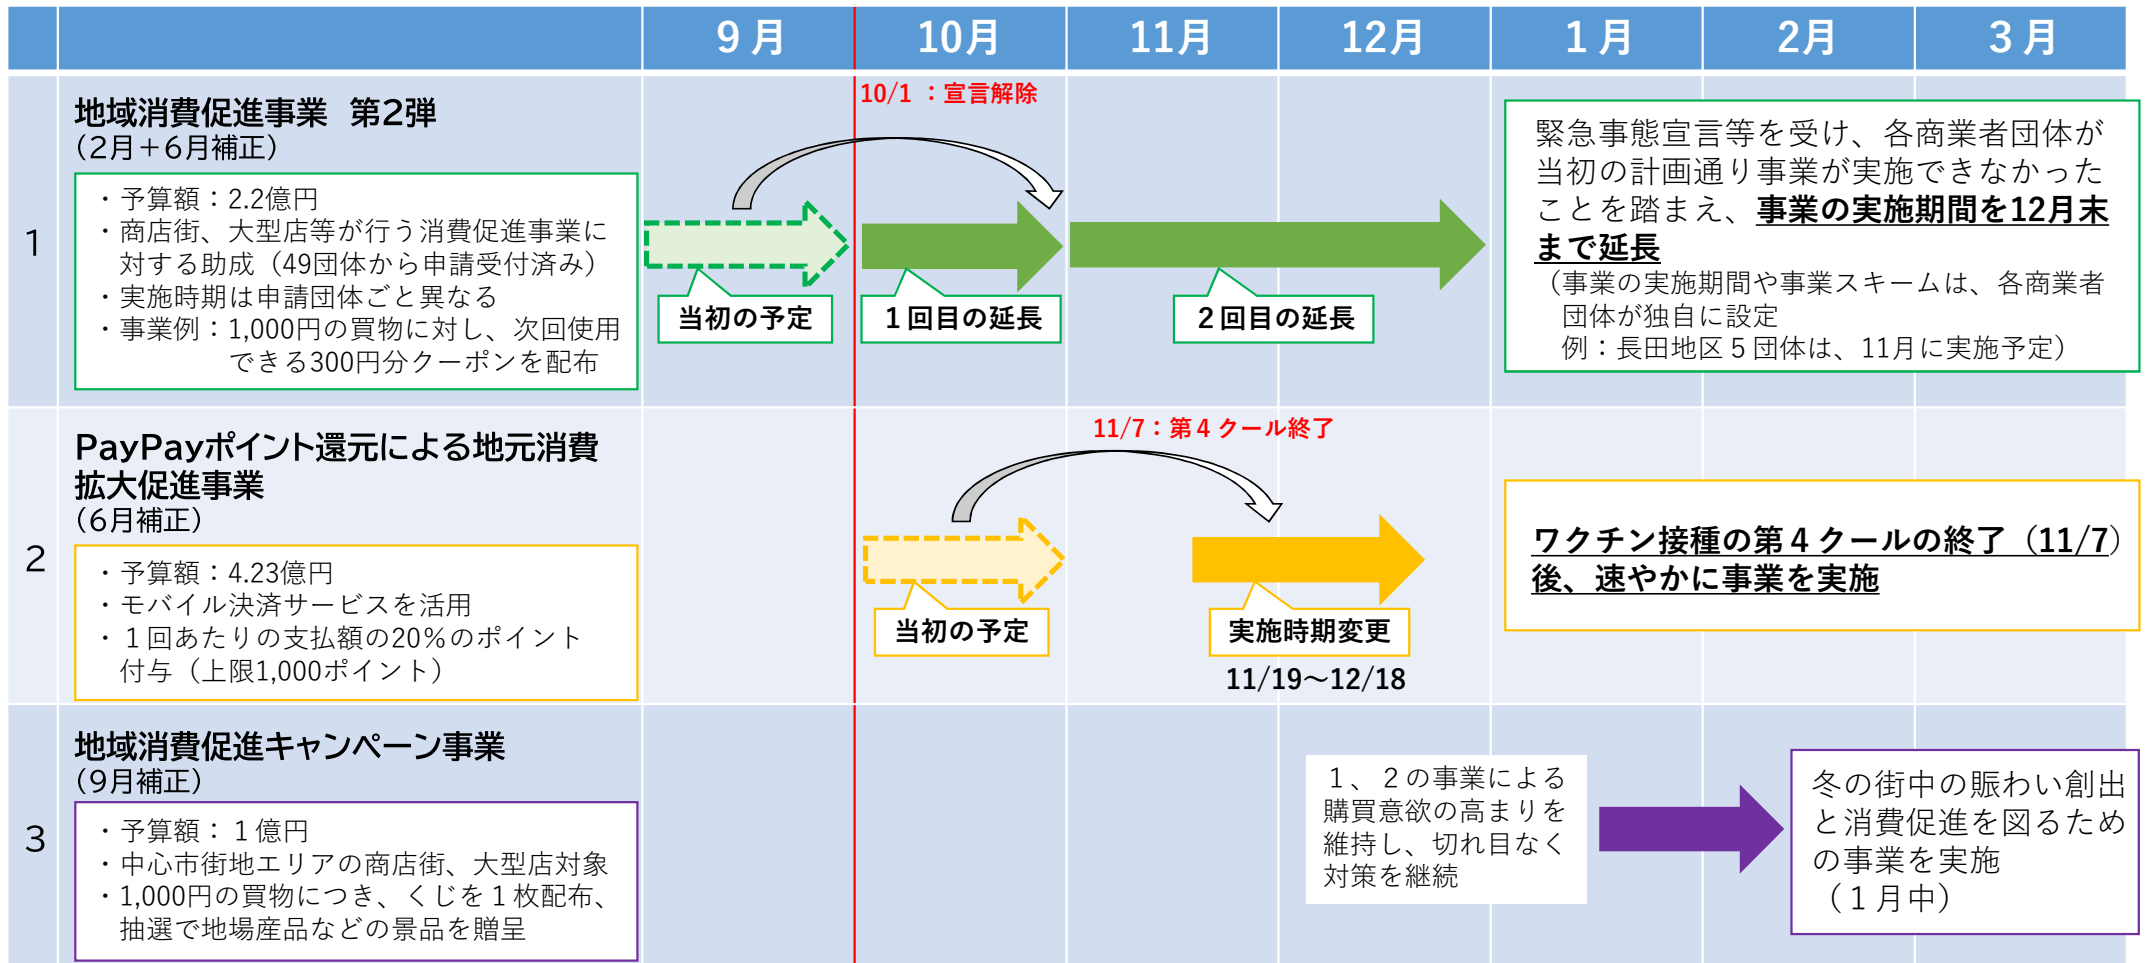 9月 10月 11月 12月 1月 2月 3月
1
地域消費促進事業 第2弾
（2月＋6月補正）
・予算額：2.2億円
・商店街、大型店等が行う消費促進事業に
対する助成（49団体から申請受付済み）
・実施時期は申請団体ごと異なる
・事業例：1,000円の買物に対し、次回使用
できる300円分クーポンを配布
10/1 ：宣言解除
当初の予定
1回目の延長
2回目の延長
緊急事態宣言等を受け、各商業者団体が
当初の計画通り事業が実施できなかった
ことを踏まえ、事業の実施期間を12月末
まで延長
（事業の実施期間や事業スキームは、各商業者
団体が独自に設定
例：長田地区５団体は、11月に実施予定）
2
PayPayポイント還元による地元消費
拡大促進事業
（6月補正）
・予算額：4.23億円
・モバイル決済サービスを活用
・１回あたりの支払額の20％のポイント
付与（上限1,000ポイント）
11/7：第４クール終了
当初の予定
実施時期変更
11/19～12/18
ワクチン接種の第４クールの終了（11/7）
後、速やかに事業を実施
3
地域消費促進キャンペーン事業
（9月補正）
・予算額：１億円
・中心市街地エリアの商店街、大型店対象
・1,000円の買物につき、くじを１枚配布、
抽選で地場産品などの景品を贈呈
１、２の事業による
購買意欲の高まりを
維持し、切れ目なく
対策を継続
冬の街中の賑わい創出
と消費促進を図るため
の事業を実施
（１月中）